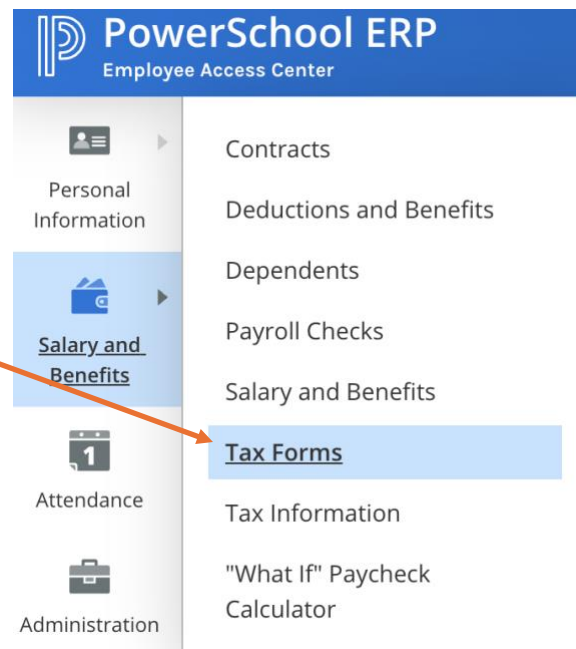 PowerSchool ERP
Employee Access Center
Personal
Information
Salary and
Benefits
1
Attendance
Administration
Contracts
Deductions and Benefits
Dependents
Payroll Checks
Salary and Benefits
Tax Forms
Tax Information
"What If" Paycheck
Calculator